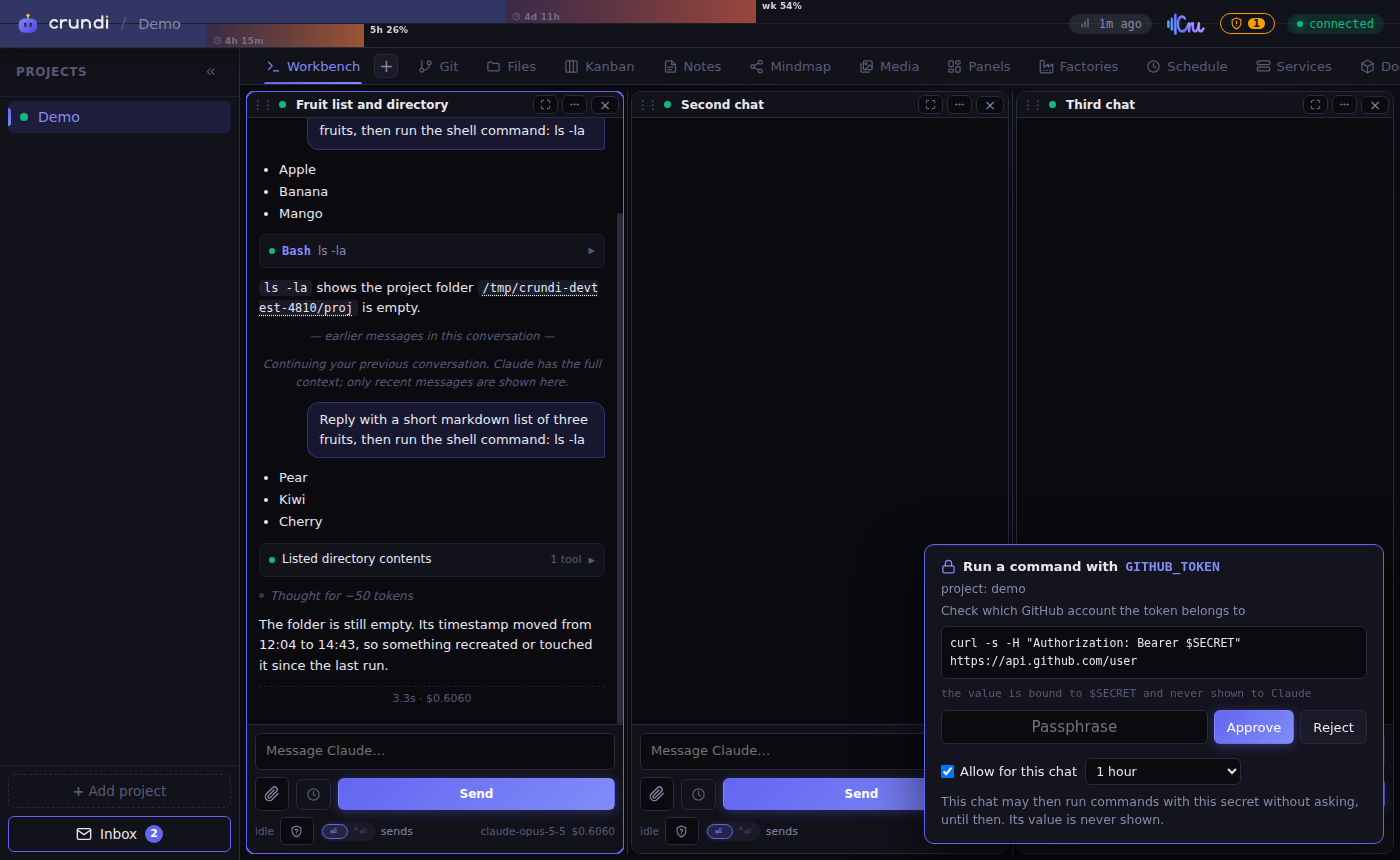 crundi / Demo
4d 11h
wk 54%
4h 15m
5h 26%
1m ago
Cru
1
connected
PROJECTS
«
Workbench
+
Git
Files
Kanban
Notes
Mindmap
Media
Panels
Factories
Schedule
Services
Do
Demo
Fruit list and directory
fruits, then run the shell command: ls -la
• Apple
• Banana
• Mango
Bash ls -la
ls -la shows the project folder /tmp/crundi-devt
est-4810/proj is empty.
— earlier messages in this conversation —
Continuing your previous conversation. Claude has the full
context; only recent messages are shown here.
Reply with a short markdown list of three
fruits, then run the shell command: ls -la
• Pear
• Kiwi
• Cherry
Listed directory contents 1 tool
Thought for ~50 tokens
The folder is still empty. Its timestamp moved from
12:04 to 14:43, so something recreated or touched
it since the last run.
3.3s · $0.6060
Message Claude…
Send
idle
sends
claude-opus-5-5 $0.6060
Second chat
Message Claude…
Send
idle
sends
Third chat
Run a command with GITHUB_TOKEN
project: demo
Check which GitHub account the token belongs to
curl -s -H "Authorization: Bearer $SECRET"
https://api.github.com/user
the value is bound to $SECRET and never shown to Claude
Passphrase
Approve
Reject
Allow for this chat
1 hour
This chat may then run commands with this secret without asking,
until then. Its value is never shown.
+ Add project
Inbox 2